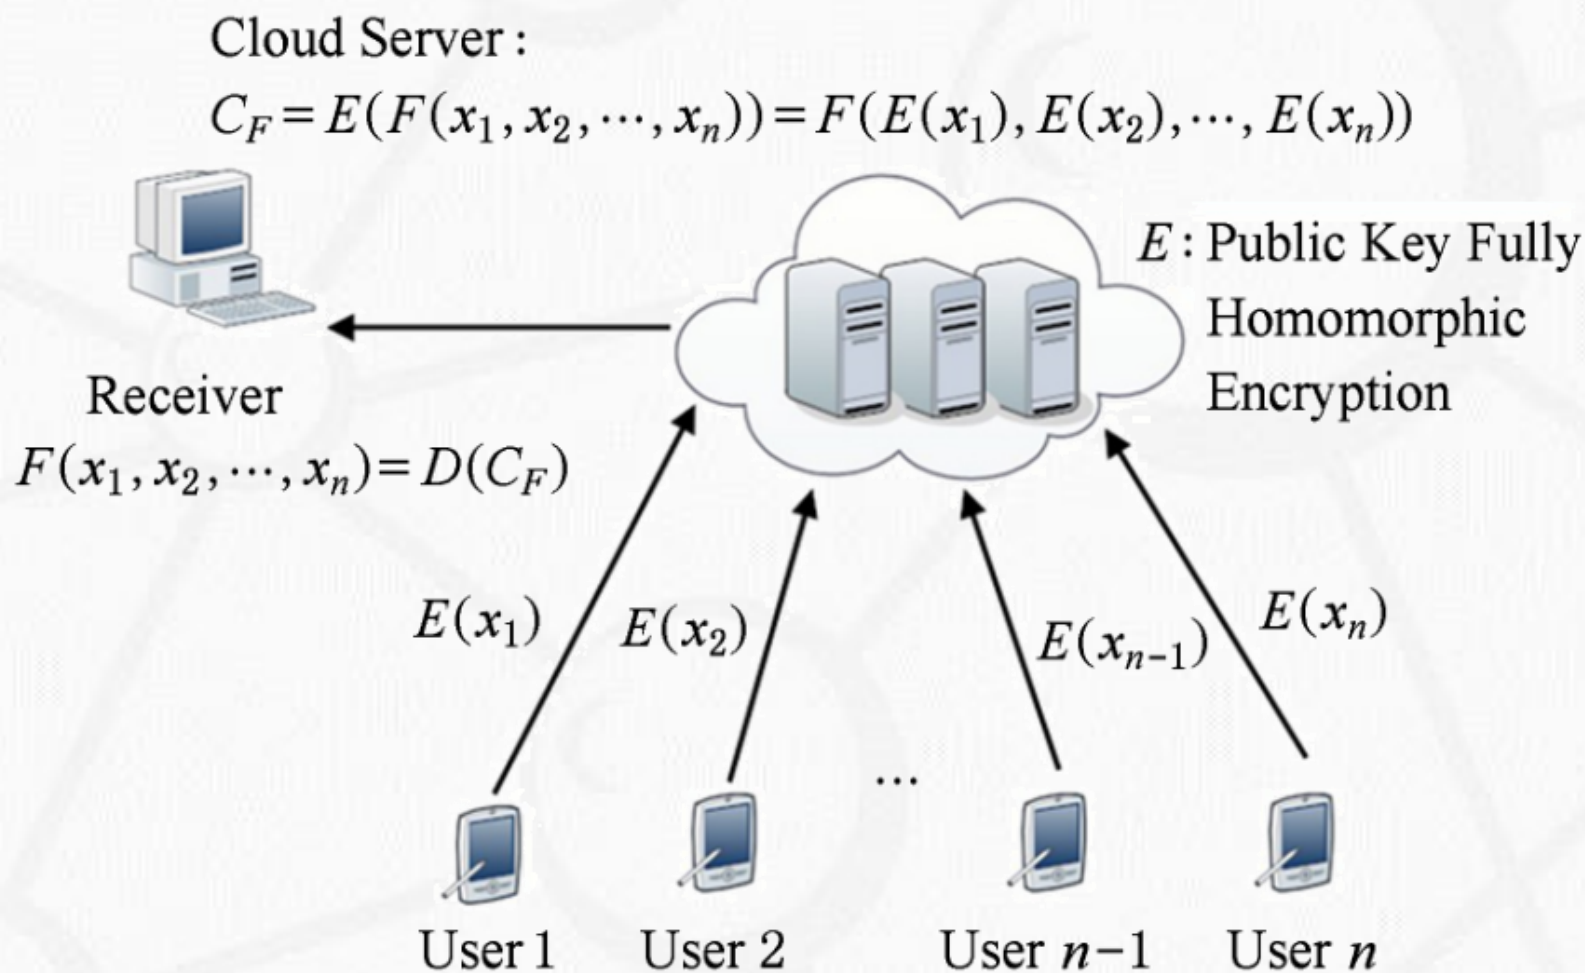 Cloud Server:
C_F = E(F(x_1, x_2, ⋯, x_n)) = F(E(x_1), E(x_2), ⋯, E(x_n))
E: Public Key Fully
Homomorphic
Encryption
Receiver
F(x_1, x_2, ⋯, x_n) = D(C_F)
E(x_1)
E(x_2)
E(x_{n-1})
E(x_n)
...
User 1
User 2
User n-1
User n